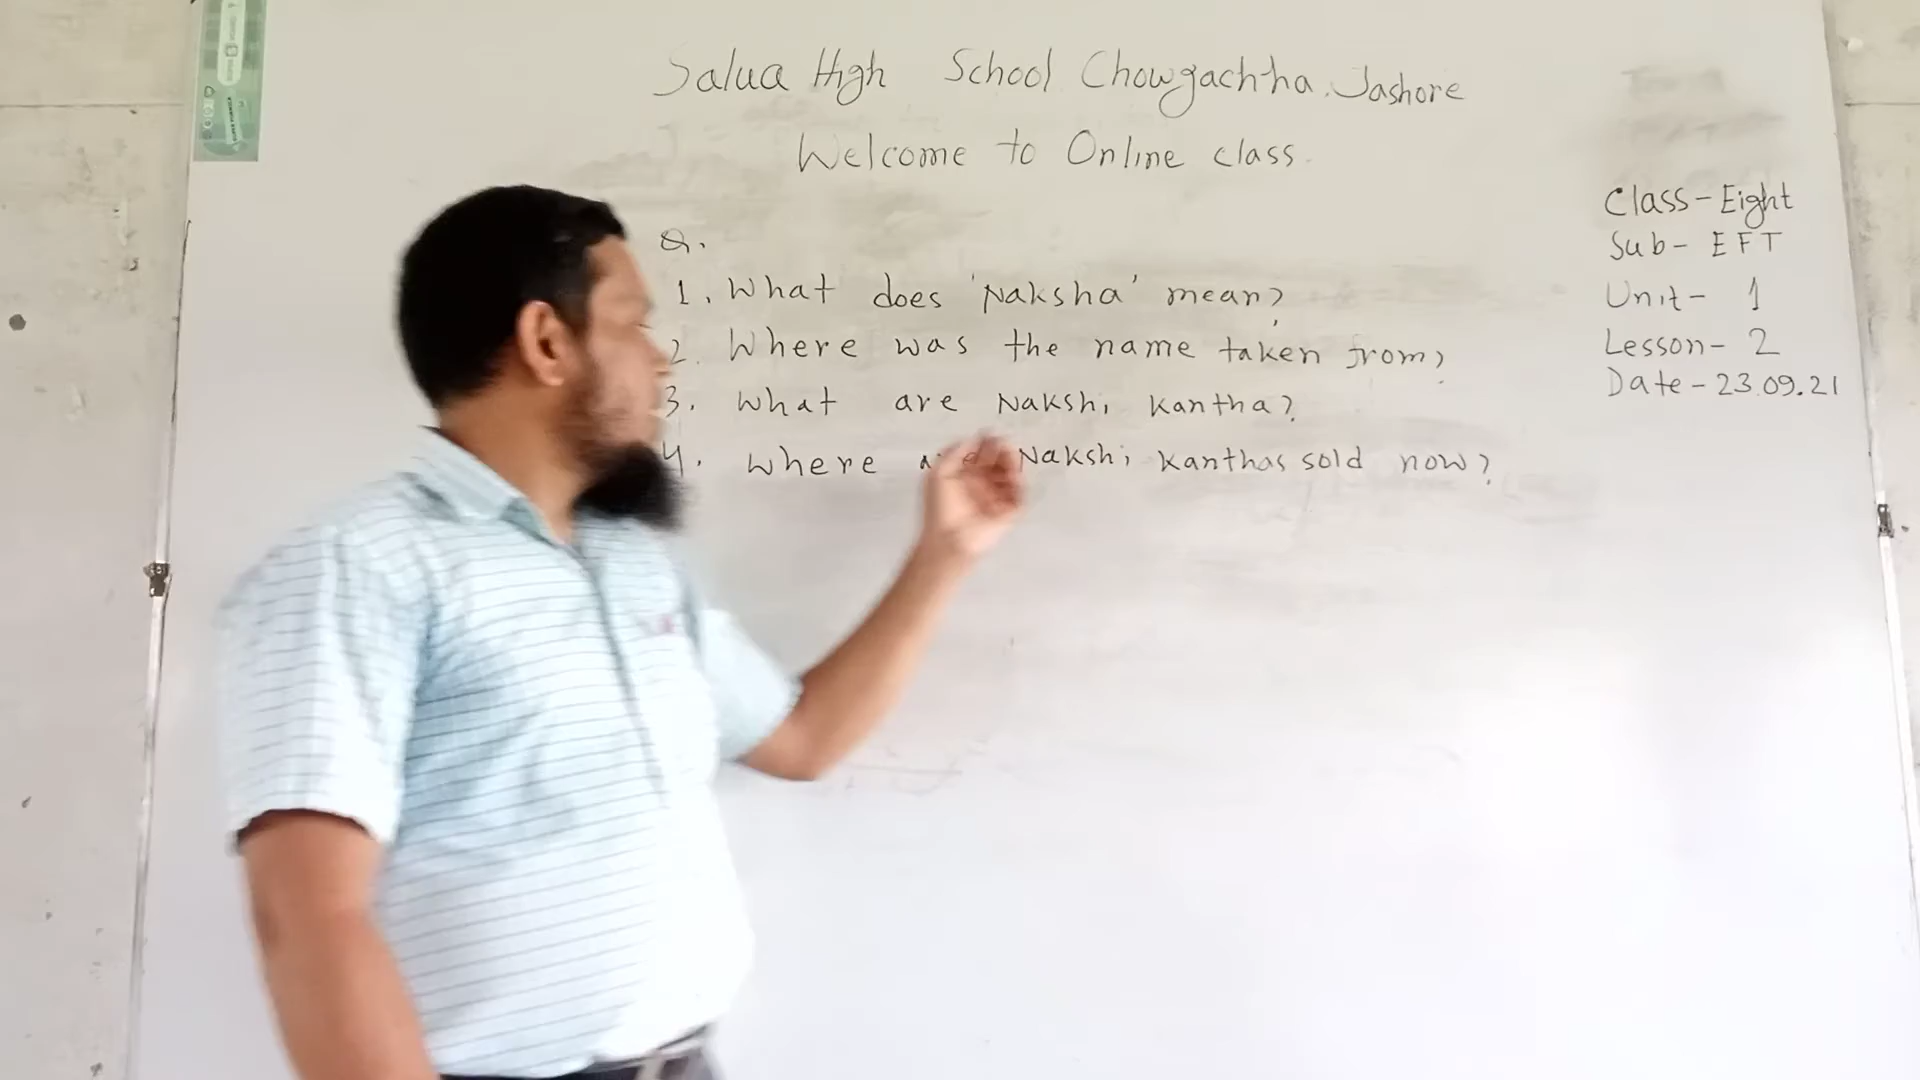 Salua High School Chowgachha, Jashore
Welcome to Online class.
Q.
1. What does 'Naksha' mean?
2. Where was the name taken from?
3. What are Nakshi Kantha?
4. Where are Nakshi Kanthas sold now?
Class-Eight
Sub- EFT
Unit- 1
Lesson- 2
Date-23.09.21